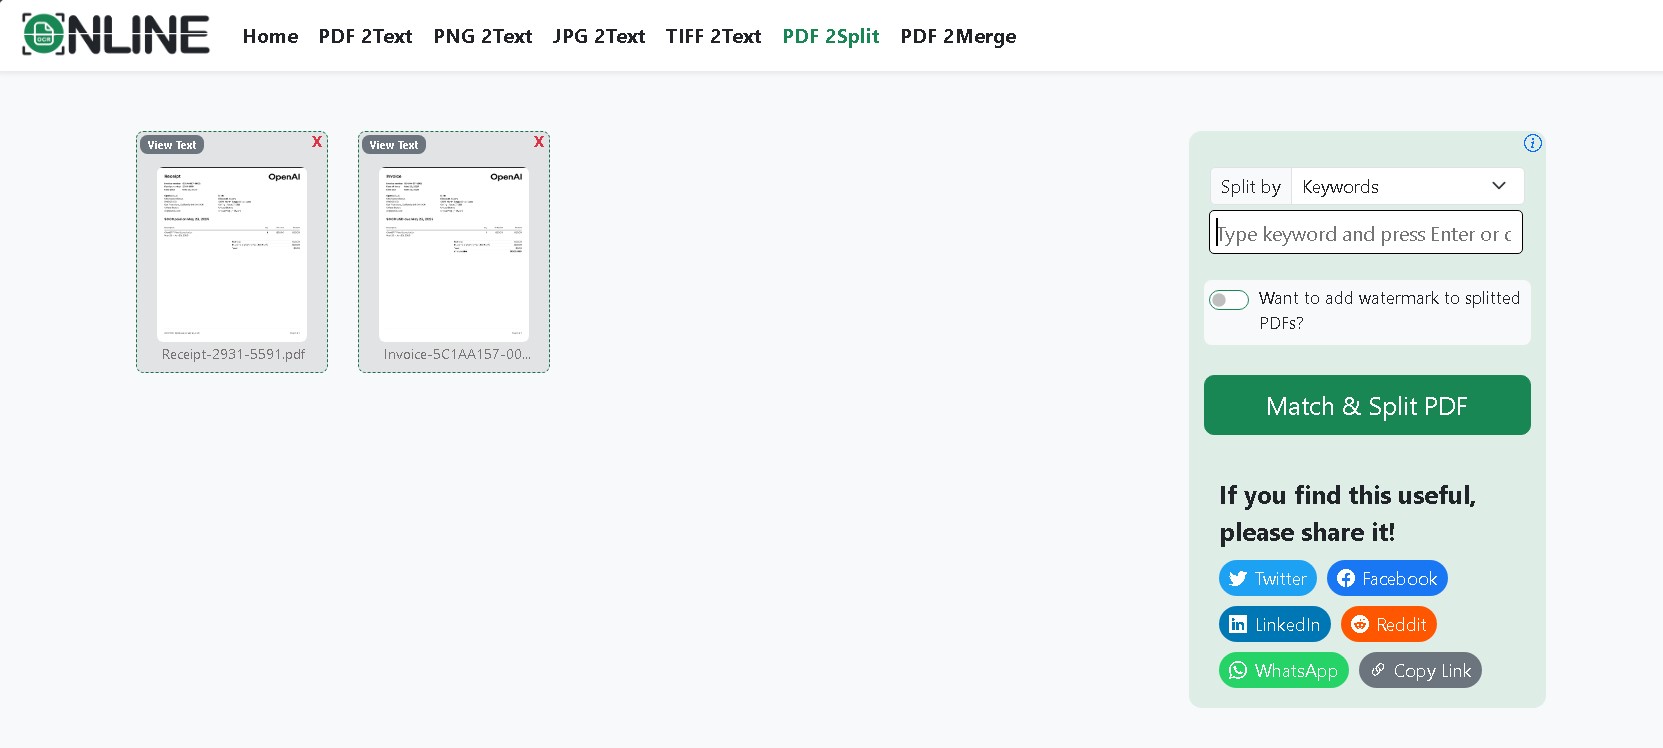 OCR
ONLINE
Home PDF 2Text PNG 2Text JPG 2Text TIFF 2Text PDF 2Split PDF 2Merge
View Text X
Receipt OpenAI
Receipt-2931-5591.pdf
View Text X
Invoice OpenAI
Invoice-5C1AA157-00...
Split by Keywords
Type keyword and press Enter or c
Want to add watermark to splitted
PDFs?
Match & Split PDF
If you find this useful,
please share it!
Twitter Facebook
LinkedIn Reddit
WhatsApp Copy Link